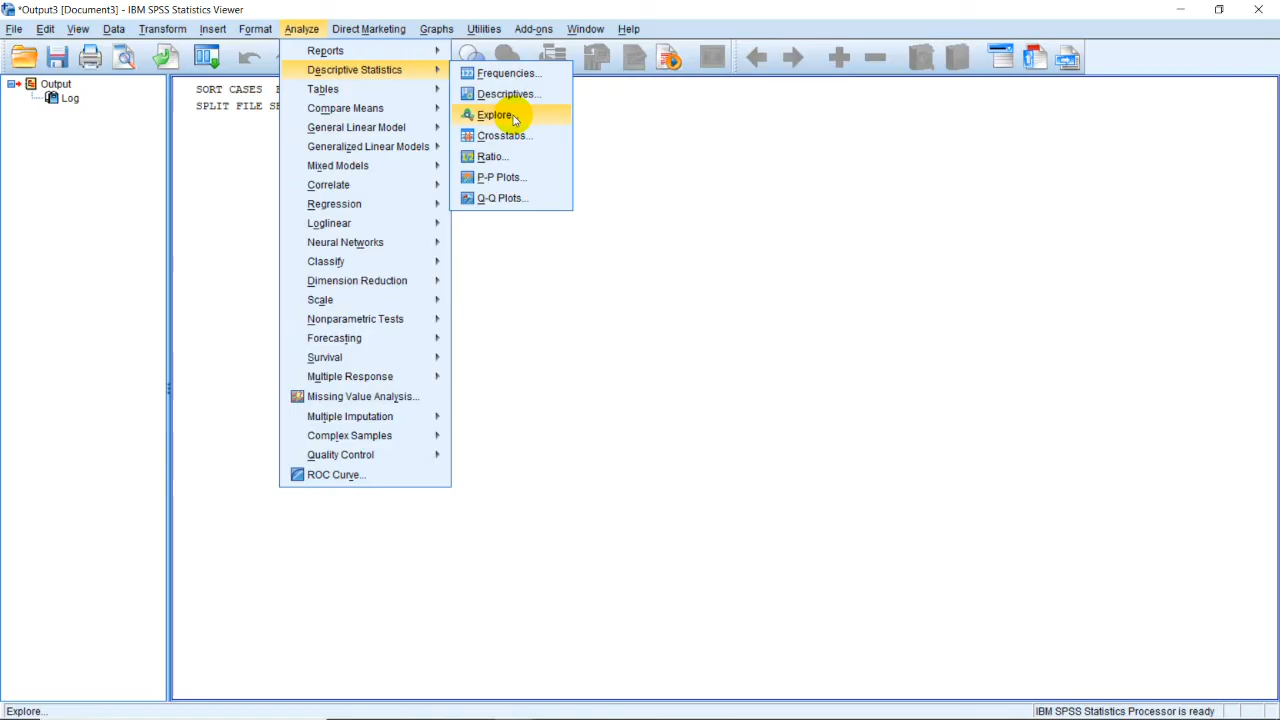 *Output3 [Document3] - IBM SPSS Statistics Viewer
File Edit View Data Transform Insert Format Analyze Direct Marketing Graphs Utilities Add-ons Window Help
Output
Log
SORT CASES
SPLIT FILE
Reports
Descriptive Statistics
Tables
Compare Means
General Linear Model
Generalized Linear Models
Mixed Models
Correlate
Regression
Loglinear
Neural Networks
Classify
Dimension Reduction
Scale
Nonparametric Tests
Forecasting
Survival
Multiple Response
Missing Value Analysis...
Multiple Imputation
Complex Samples
Quality Control
ROC Curve...
Frequencies...
Descriptives...
Explore...
Crosstabs...
Ratio...
P-P Plots...
Q-Q Plots...
Explore...
IBM SPSS Statistics Processor is ready